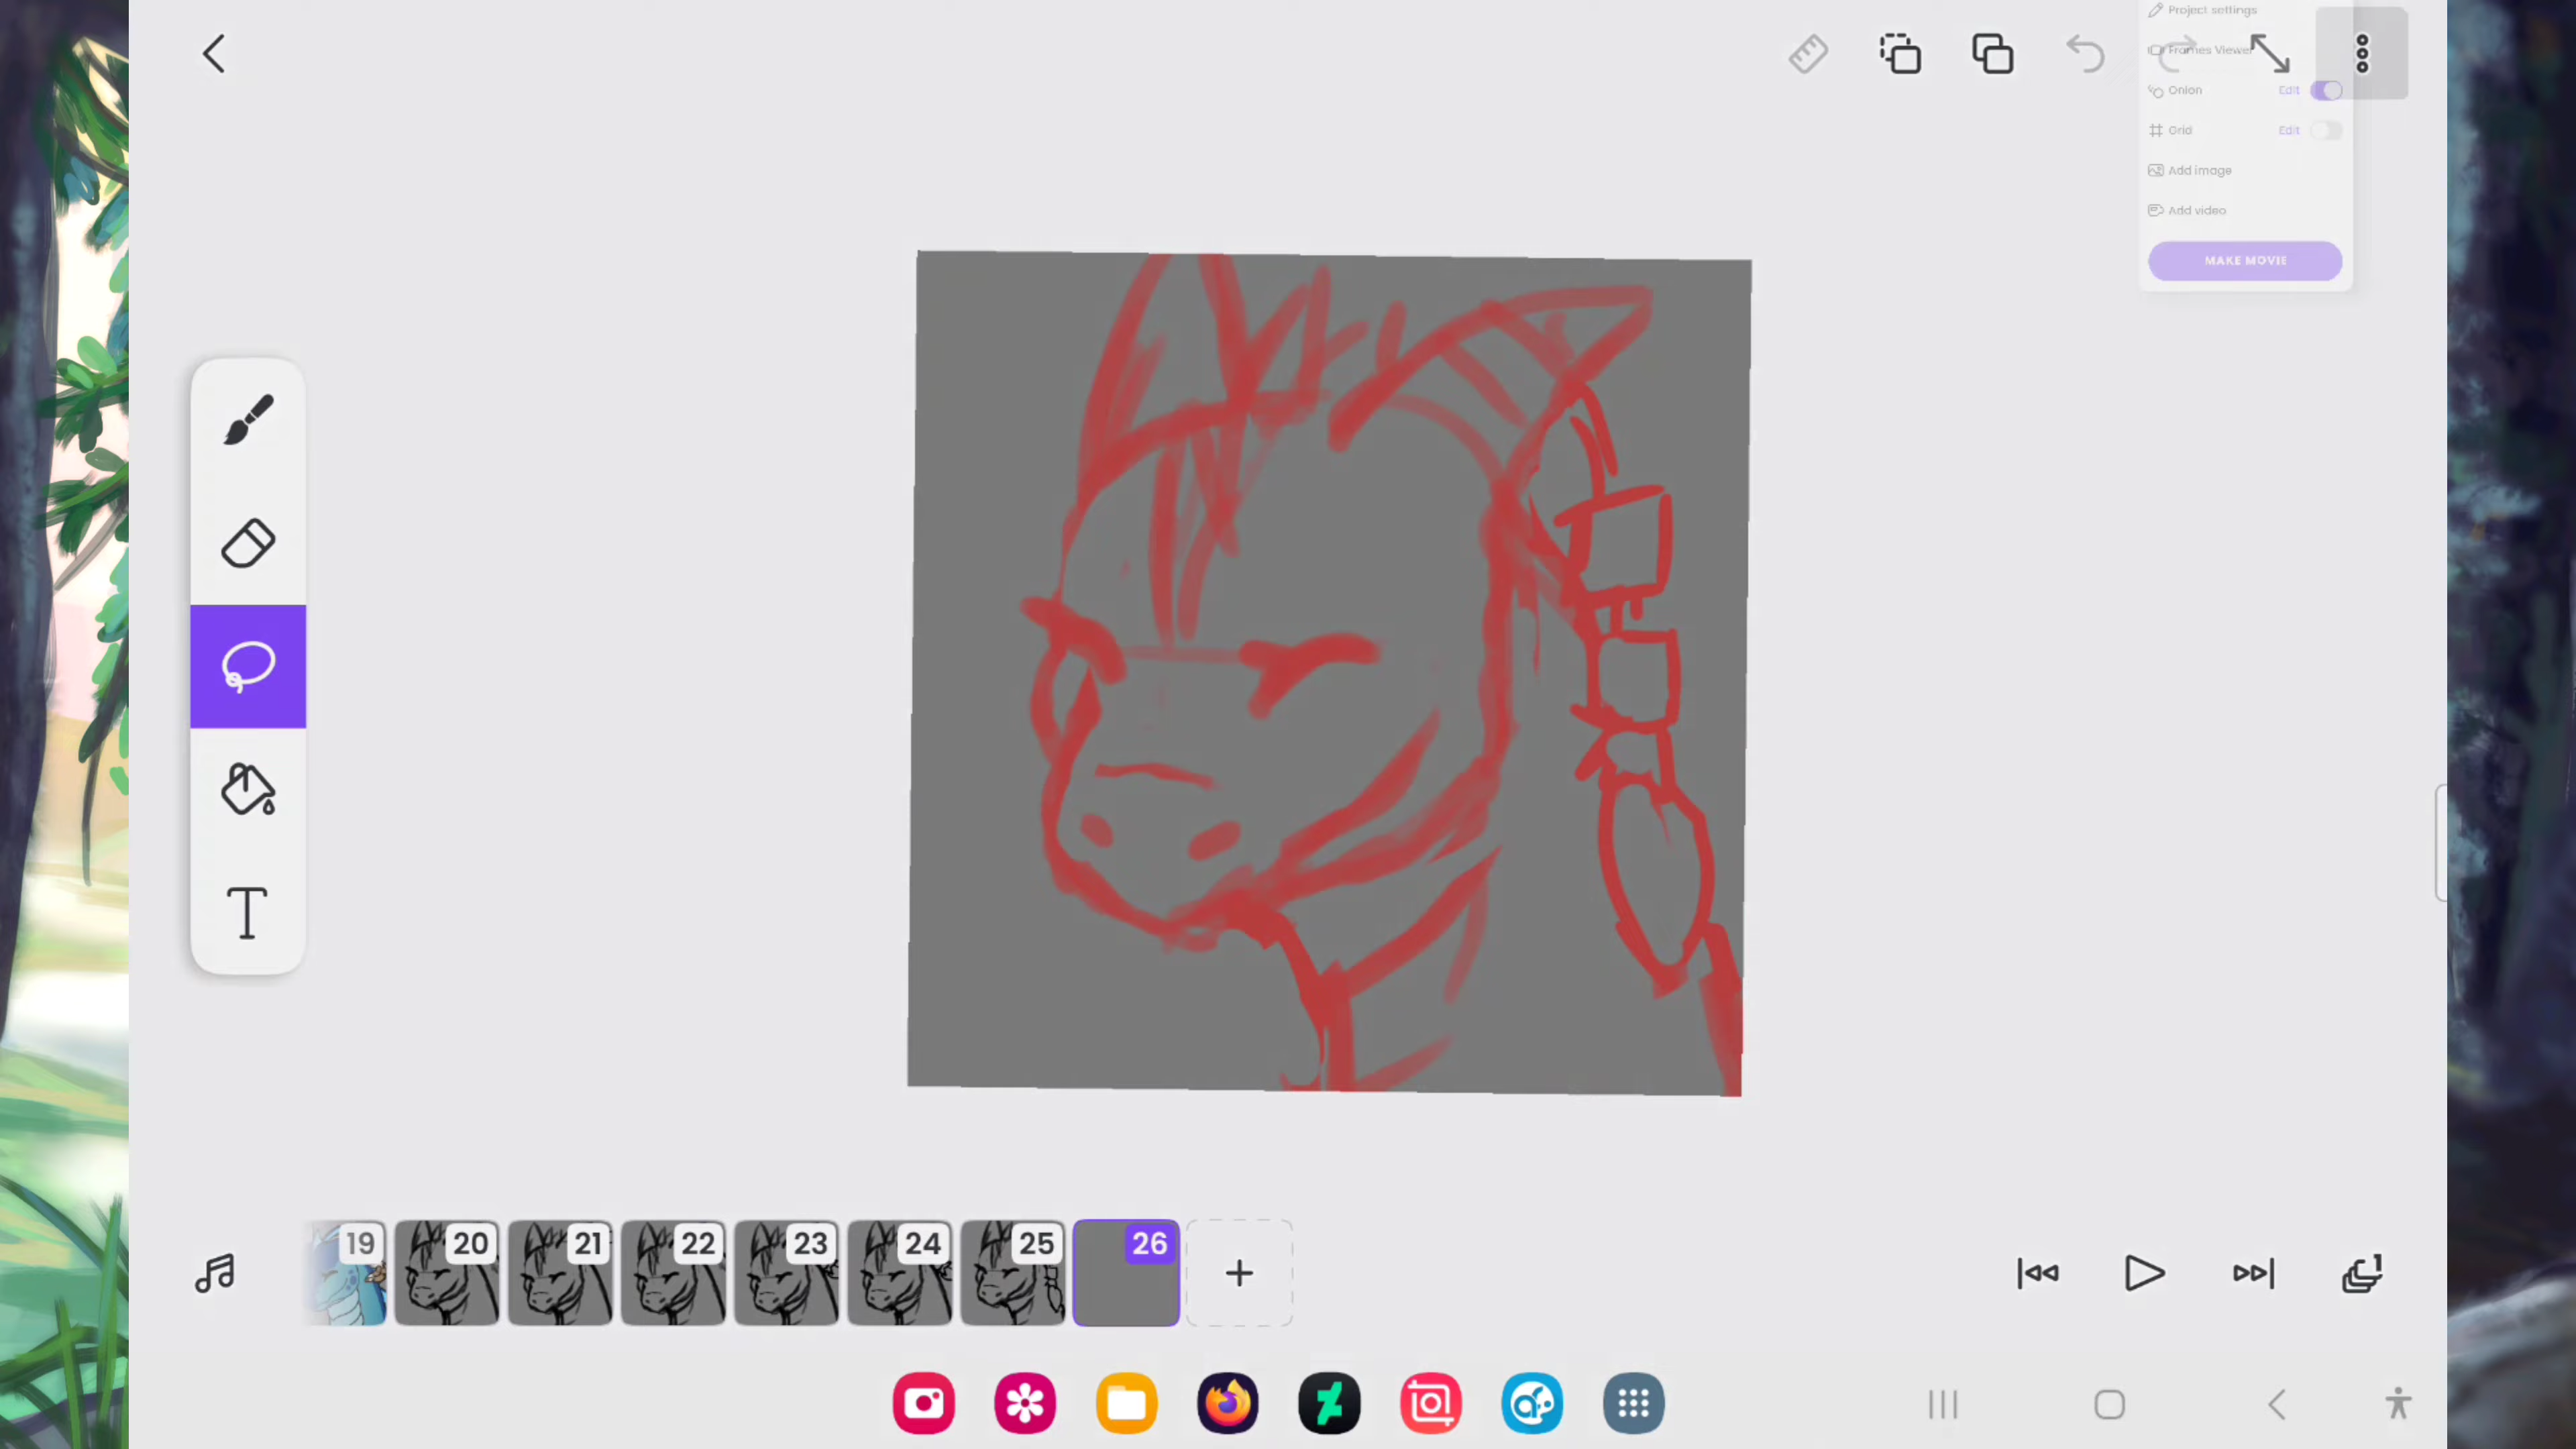 Project settings
Frames Viewer
Onion Edit
Grid Edit
Add image
Add video
MAKE MOVIE
T
19 20 21 22 23 24 25 26
+
1